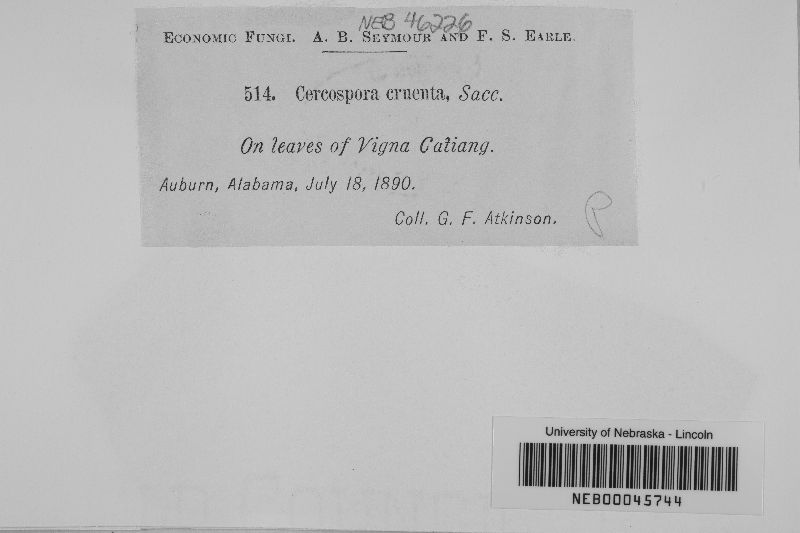 NEB 46226
ECONOMIC FUNGI. A. B. SEYMOUR AND F. S. EARLE.
514. Cercospora cruenta, Sacc.
On leaves of Vigna Catiang.
Auburn, Alabama, July 18, 1890.
Coll. G. F. Atkinson.
P
University of Nebraska - Lincoln
NEB00045744